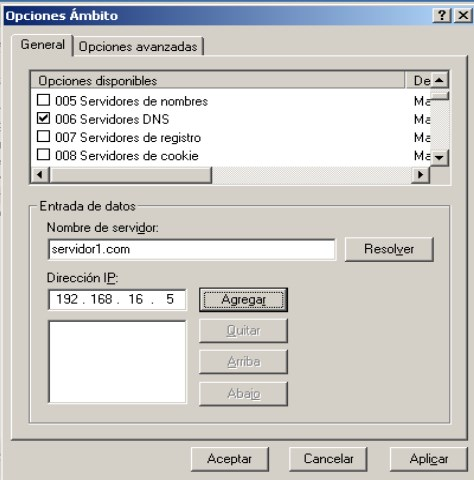 Opciones Ámbito
General Opciones avanzadas
Opciones disponibles De
005 Servidores de nombres Ma
006 Servidores DNS Ma
007 Servidores de registro Ma
008 Servidores de cookie Ma
Entrada de datos
Nombre de servidor:
servidor1.com Resolver
Dirección IP:
192 . 168 . 16 . 5 Agregar
Quitar
Arriba
Abajo
Aceptar Cancelar Aplicar